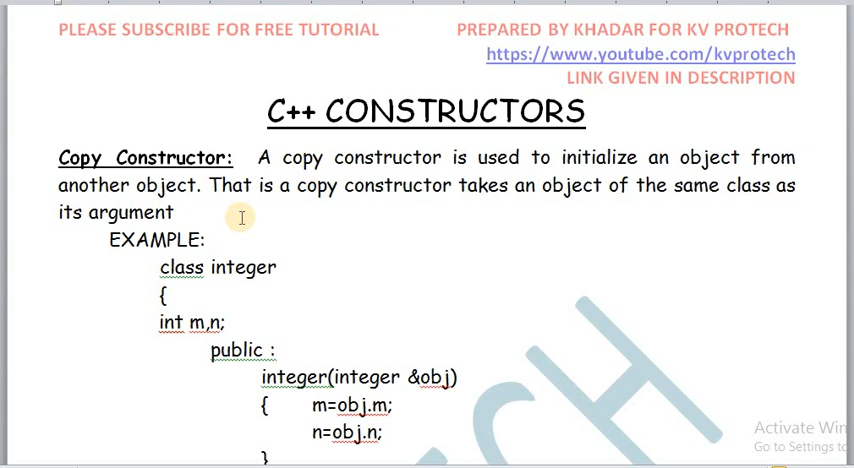 PLEASE SUBSCRIBE FOR FREE TUTORIAL PREPARED BY KHADAR FOR KV PROTECH
https://www.youtube.com/kvprotech
LINK GIVEN IN DESCRIPTION
C++ CONSTRUCTORS
Copy Constructor: A copy constructor is used to initialize an object from
another object. That is a copy constructor takes an object of the same class as
its argument
EXAMPLE:
class integer
{
int m,n;
public :
integer(integer &obj)
{ m=obj.m;
n=obj.n;
}
Activate Win
Go to Settings to